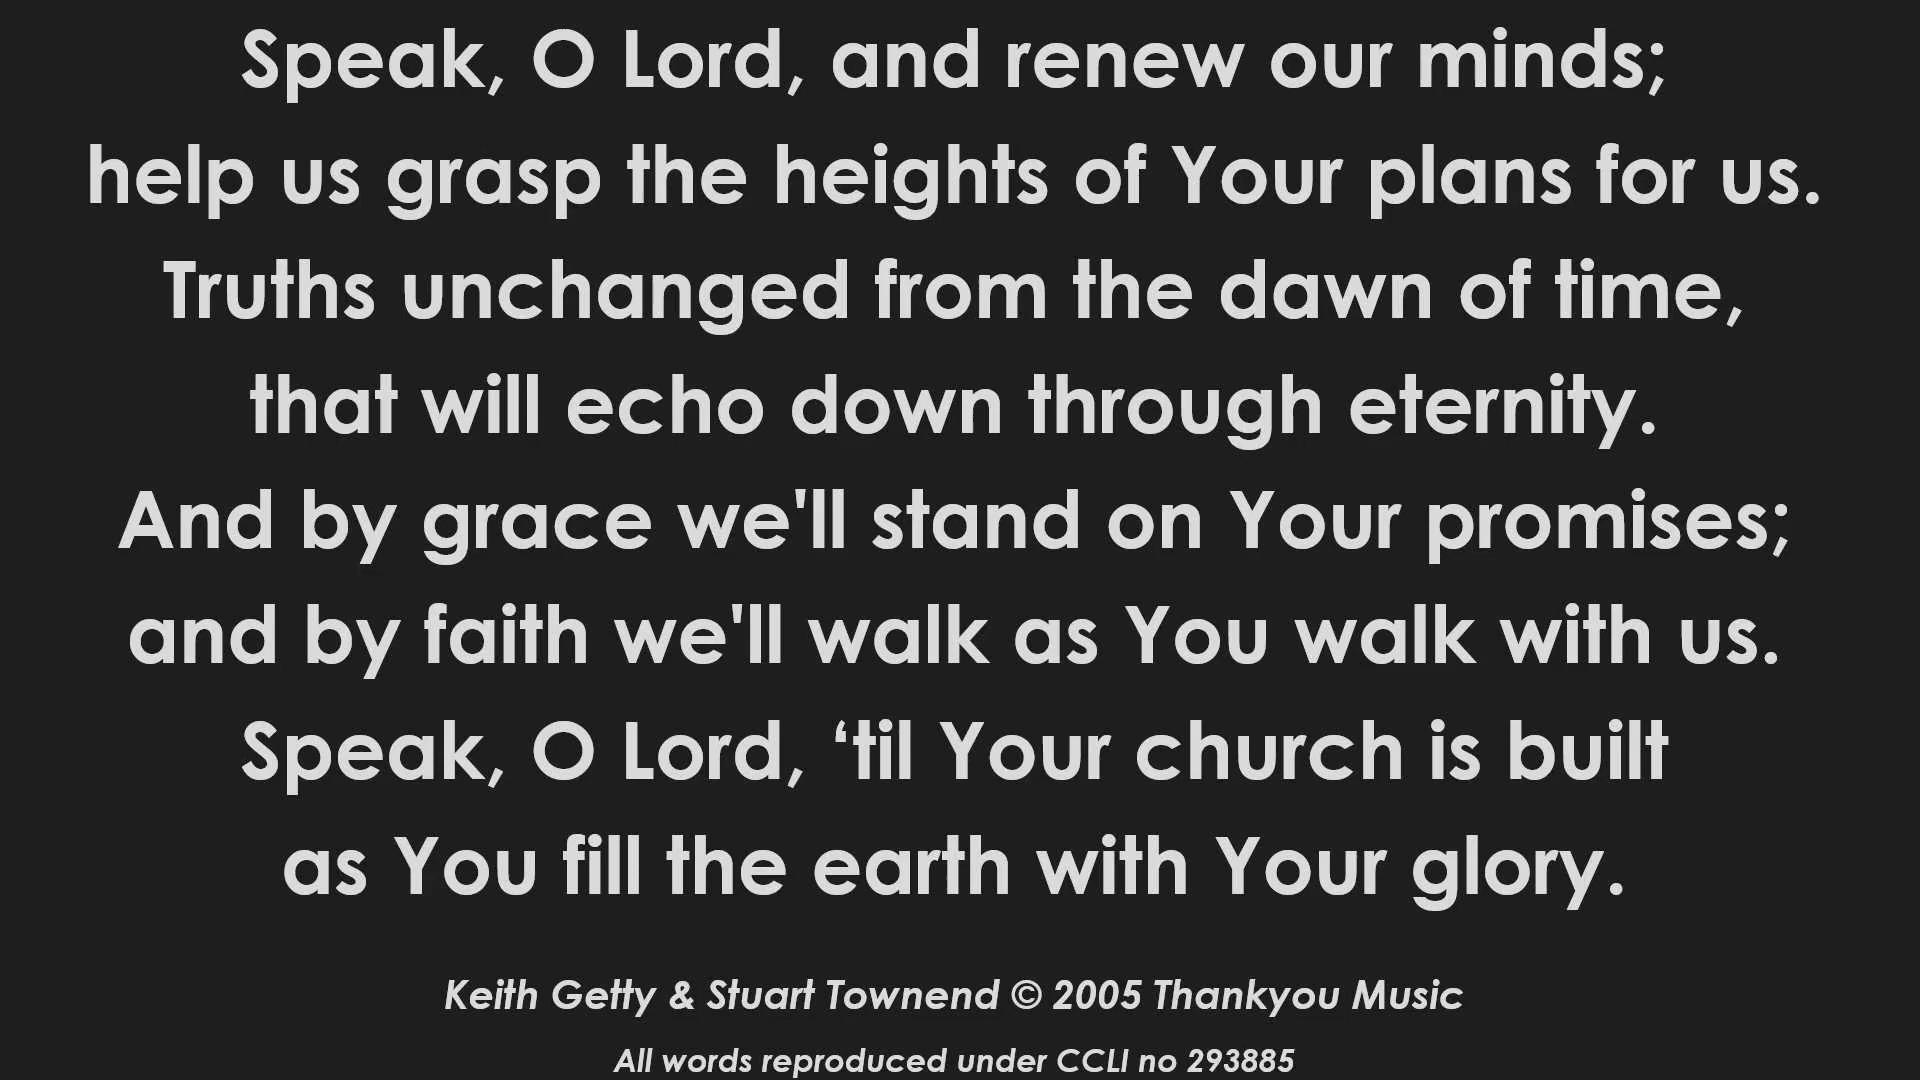 Speak, O Lord, and renew our minds;
help us grasp the heights of Your plans for us.
Truths unchanged from the dawn of time,
that will echo down through eternity.
And by grace we'll stand on Your promises;
and by faith we'll walk as You walk with us.
Speak, O Lord, ‘til Your church is built
as You fill the earth with Your glory.
Keith Getty & Stuart Townend © 2005 Thankyou Music
All words reproduced under CCLI no 293885